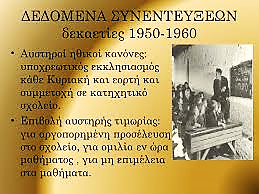 ΔΕΔΟΜΕΝΑ ΣΥΝΕΝΤΕΥΞΕΩΝ
δεκαετίες 1950-1960
• Αυστηροί ηθικοί κανόνες:
υποχρεωτικός εκκλησιασμός
κάθε Κυριακή και εορτή και
συμμετοχή σε κατηχητικό
σχολείο.
• Επιβολή αυστηρής τιμωρίας:
για αργοπορημένη προσέλευση
στο σχολείο, για ομιλία εν ώρα
μαθήματος , για μη επιμέλεια
στα μαθήματα.